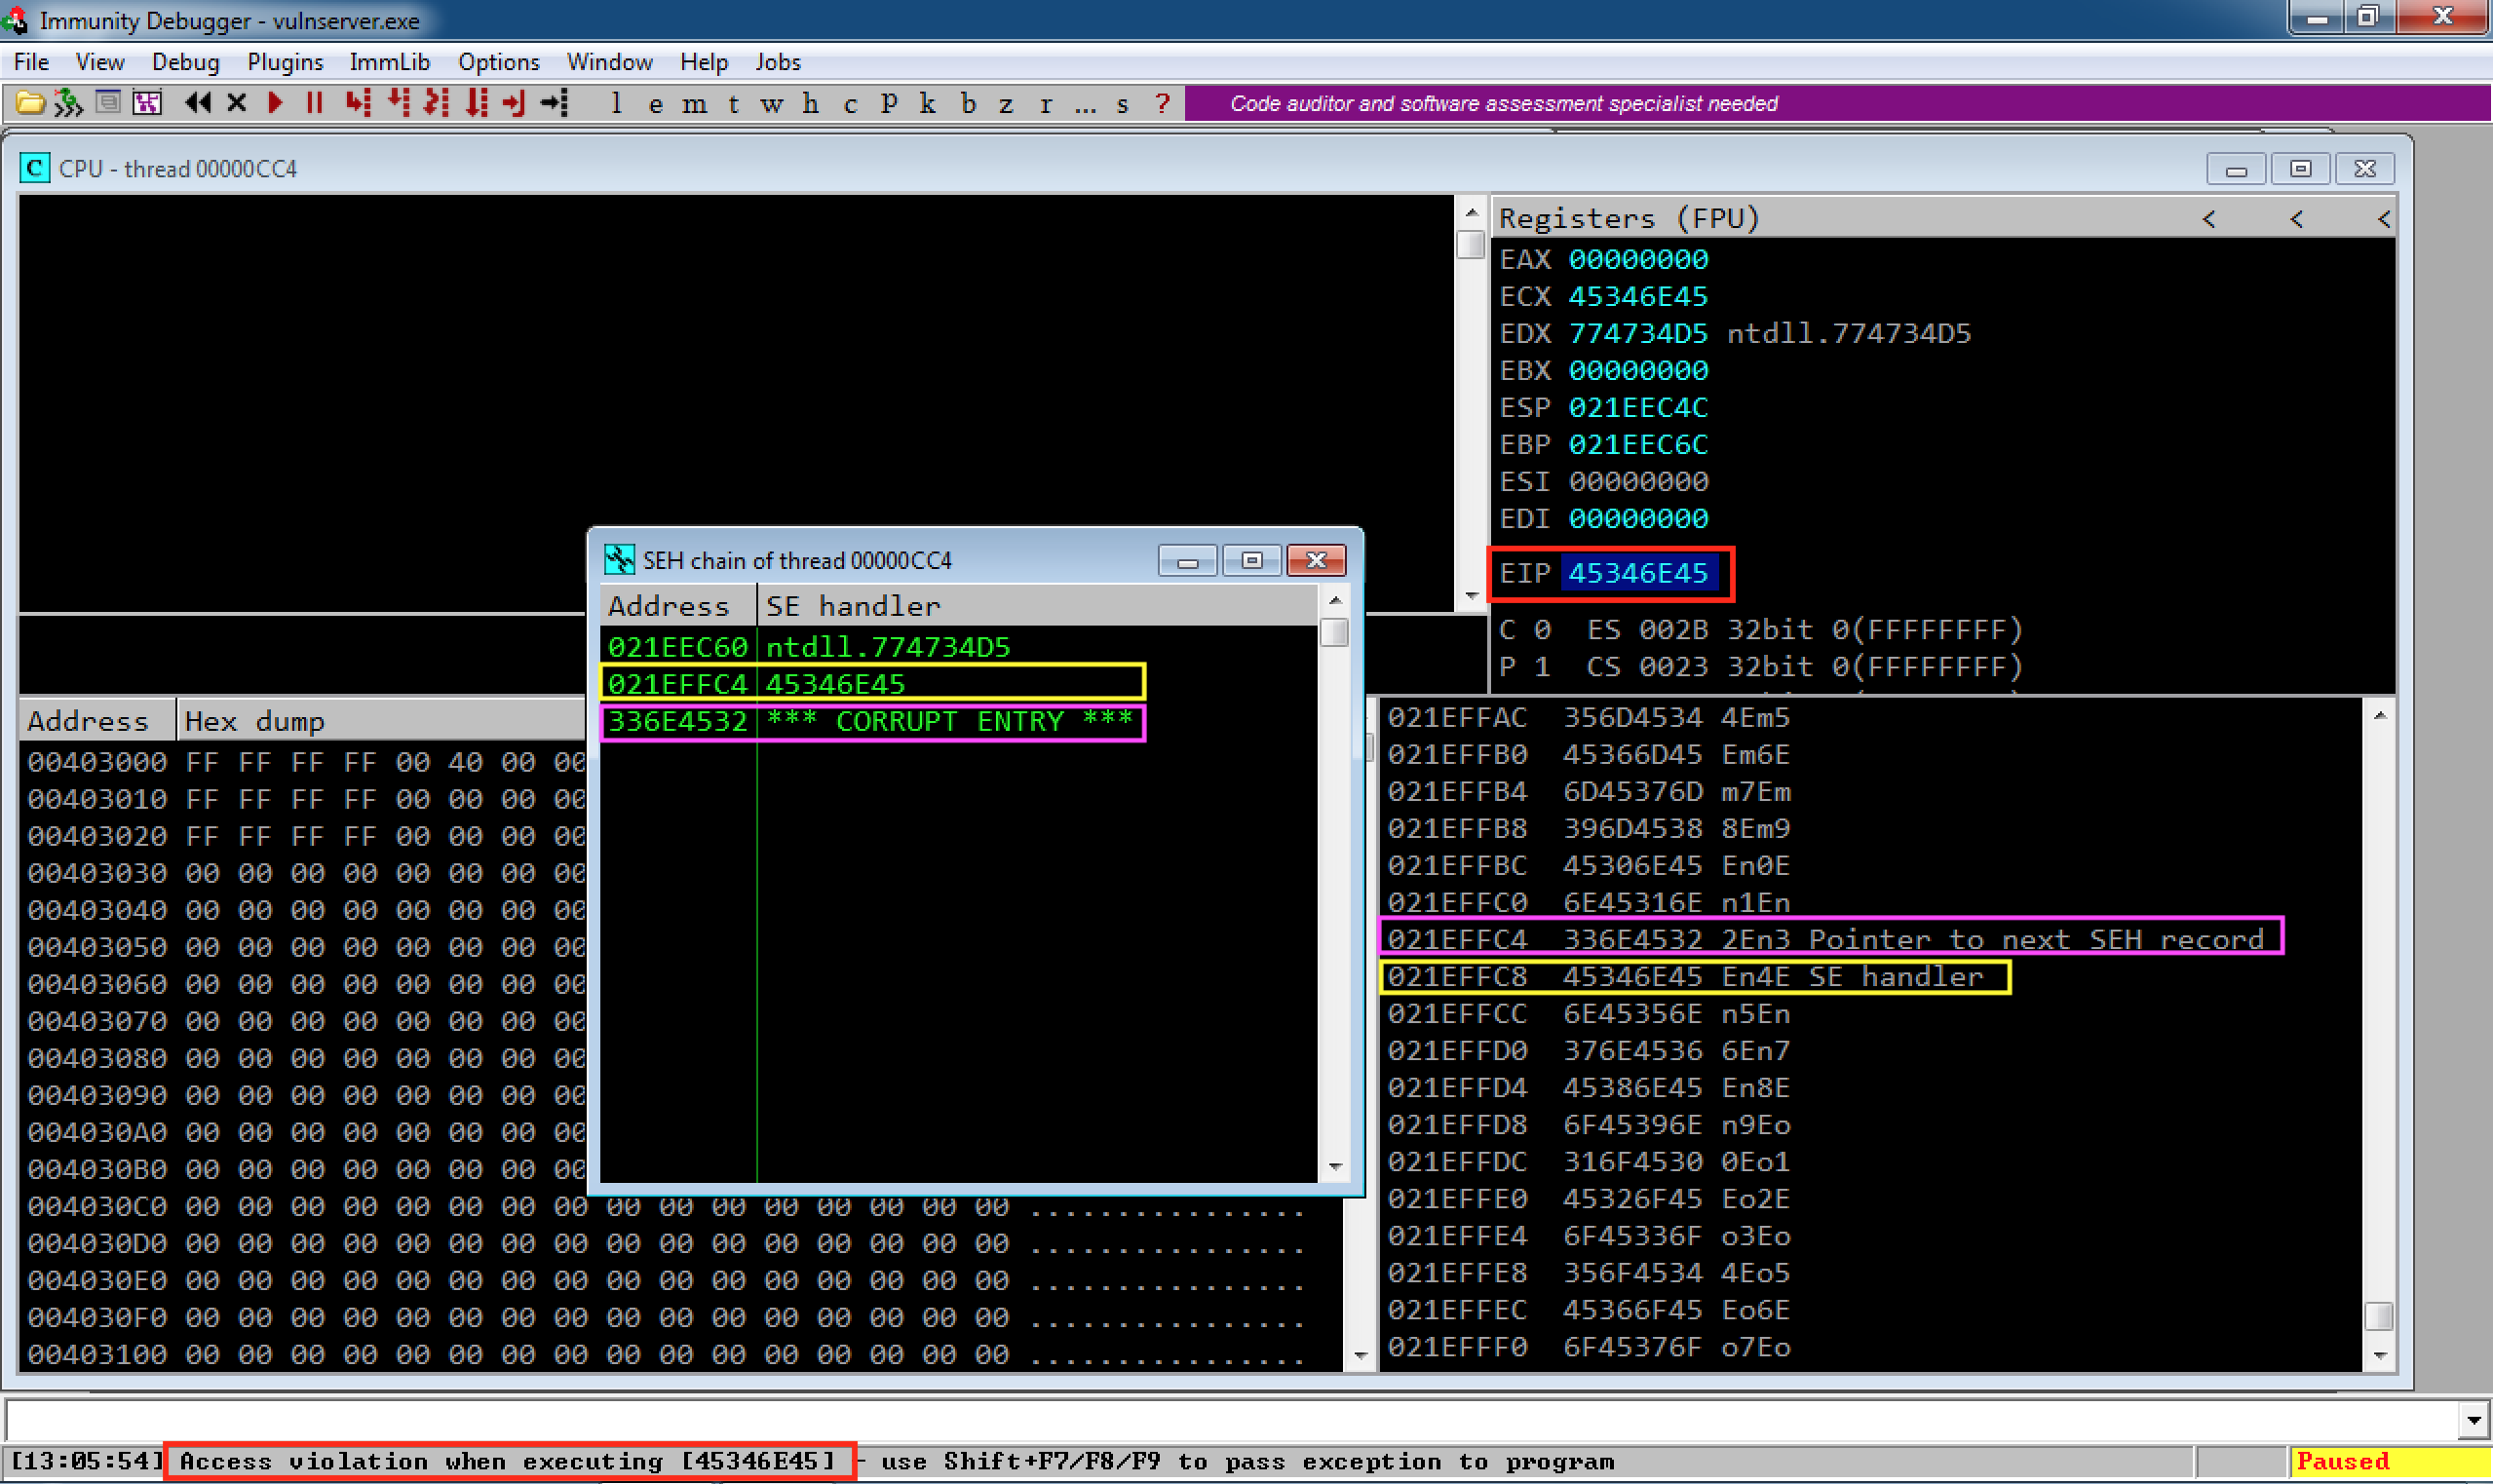 Immunity Debugger - vulnserver.exe
File View Debug Plugins ImmLib Options Window Help Jobs
l e m t w h c P k b z r ... s ? Code auditor and software assessment specialist needed
C CPU - thread 00000CC4
Registers (FPU) < < <
EAX 00000000
ECX 45346E45
EDX 774734D5 ntdll.774734D5
EBX 00000000
ESP 021EEC4C
EBP 021EEC6C
ESI 00000000
EDI 00000000
EIP 45346E45
C 0 ES 002B 32bit 0(FFFFFFFF)
P 1 CS 0023 32bit 0(FFFFFFFF)
SEH chain of thread 00000CC4
Address SE handler
021EEC60 ntdll.774734D5
021EFFC4 45346E45
336E4532 *** CORRUPT ENTRY ***
Address Hex dump
00403000 FF FF FF FF 00 40 00 00
00403010 FF FF FF FF 00 00 00 00
00403020 FF FF FF FF 00 00 00 00
00403030 00 00 00 00 00 00 00 00
00403040 00 00 00 00 00 00 00 00
00403050 00 00 00 00 00 00 00 00
00403060 00 00 00 00 00 00 00 00
00403070 00 00 00 00 00 00 00 00
00403080 00 00 00 00 00 00 00 00
00403090 00 00 00 00 00 00 00 00
004030A0 00 00 00 00 00 00 00 00
004030B0 00 00 00 00 00 00 00 00
004030C0 00 00 00 00 00 00 00 00 00 00 00 00 00 00 00 00 ................
004030D0 00 00 00 00 00 00 00 00 00 00 00 00 00 00 00 00 ................
004030E0 00 00 00 00 00 00 00 00 00 00 00 00 00 00 00 00 ................
004030F0 00 00 00 00 00 00 00 00 00 00 00 00 00 00 00 00 ................
00403100 00 00 00 00 00 00 00 00 00 00 00 00 00 00 00 00 ................
021EFFAC 356D4534 4Em5
021EFFB0 45366D45 Em6E
021EFFB4 6D45376D m7Em
021EFFB8 396D4538 8Em9
021EFFBC 45306E45 En0E
021EFFC0 6E45316E n1En
021EFFC4 336E4532 2En3 Pointer to next SEH record
021EFFC8 45346E45 En4E SE handler
021EFFCC 6E45356E n5En
021EFFD0 376E4536 6En7
021EFFD4 45386E45 En8E
021EFFD8 6F45396E n9Eo
021EFFDC 316F4530 0Eo1
021EFFE0 45326F45 Eo2E
021EFFE4 6F45336F o3Eo
021EFFE8 356F4534 4Eo5
021EFFEC 45366F45 Eo6E
021EFFF0 6F45376F o7Eo
[13:05:54] Access violation when executing [45346E45] - use Shift+F7/F8/F9 to pass exception to program
Paused